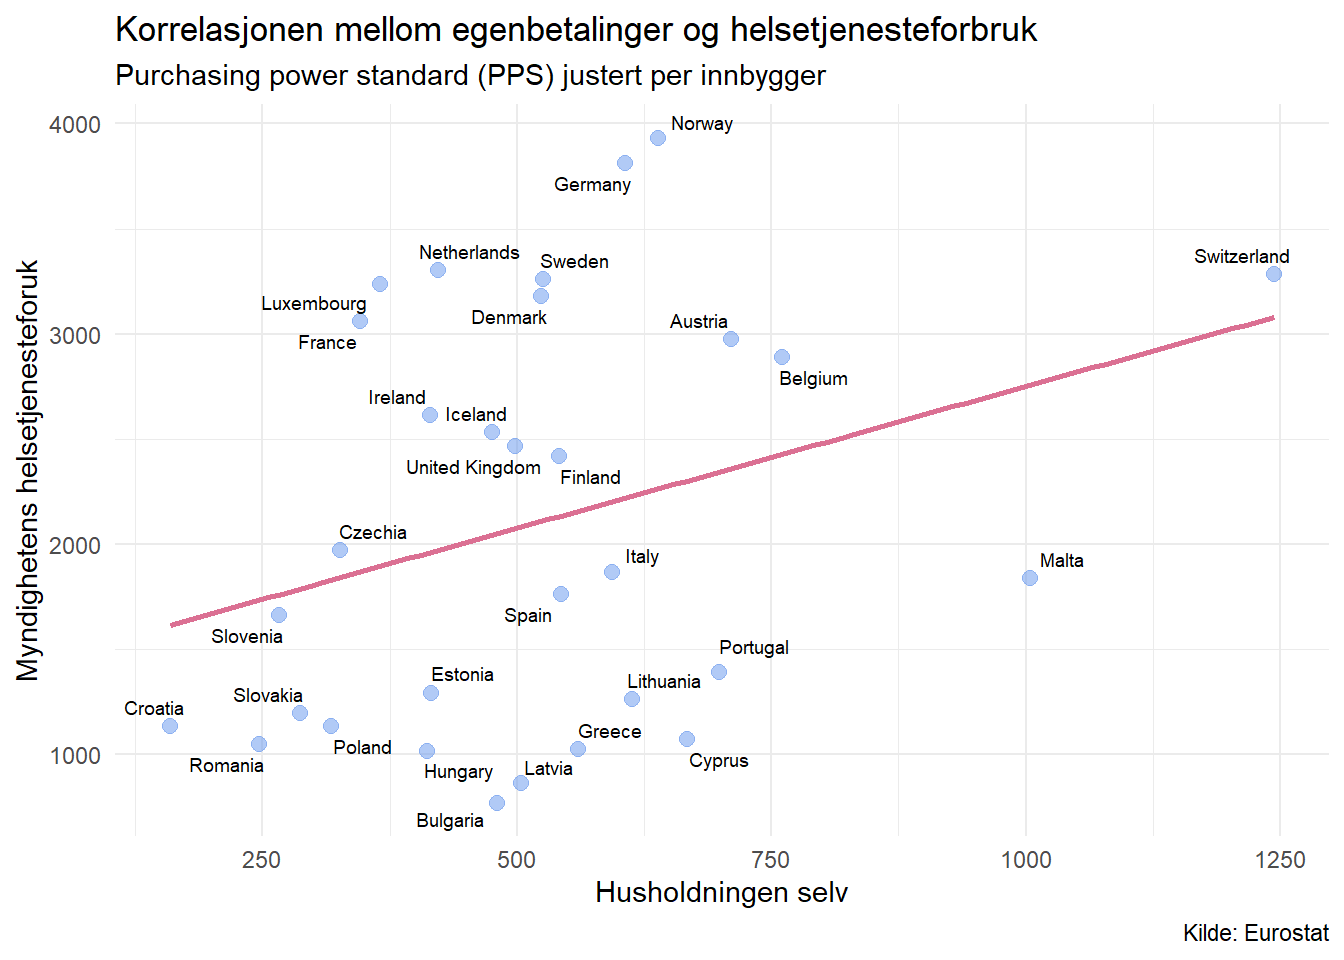 Korrelasjonen mellom egenbetalinger og helsetjenesteforbruk
Purchasing power standard (PPS) justert per innbygger
Myndighetens helsetjenesteforuk
4000
3000
2000
1000
Norway
Germany
Netherlands
Sweden
Switzerland
Luxembourg
Denmark
Austria
France
Belgium
Ireland
Iceland
United Kingdom
Finland
Czechia
Italy
Malta
Spain
Slovenia
Portugal
Estonia
Lithuania
Slovakia
Croatia
Greece
Poland
Cyprus
Romania
Hungary
Latvia
Bulgaria
250
500
750
1000
1250
Husholdningen selv
Kilde: Eurostat